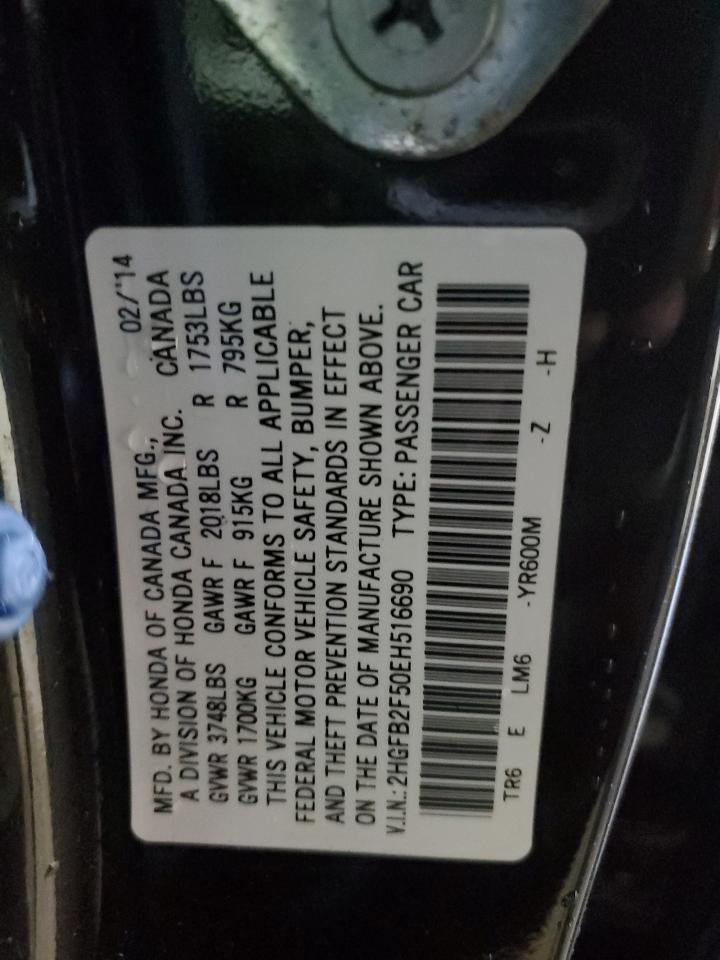 MFD. BY HONDA OF CANADA MFG., 02/'14
A DIVISION OF HONDA CANADA INC. CANADA
GVWR 3748LBS GAWR F 2018LBS R 1753LBS
GVWR 1700KG GAWR F 915KG R 795KG
THIS VEHICLE CONFORMS TO ALL APPLICABLE
FEDERAL MOTOR VEHICLE SAFETY, BUMPER,
AND THEFT PREVENTION STANDARDS IN EFFECT
ON THE DATE OF MANUFACTURE SHOWN ABOVE.
V.I.N.: 2HGFB2F50EH516690 TYPE: PASSENGER CAR
TR6 E LM6 -YR600M -Z -H